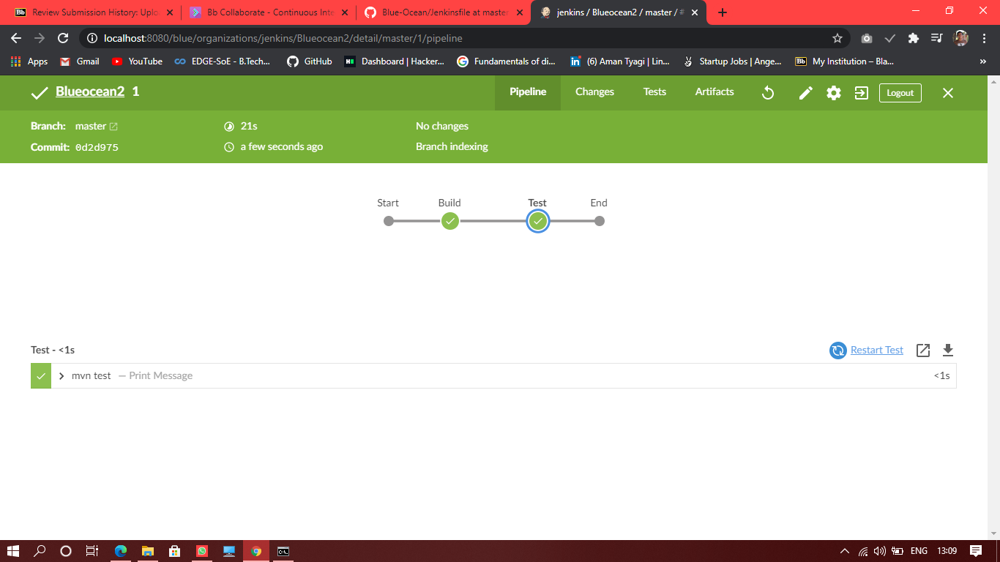 Bb Review Submission History: Uplo
Bb Collaborate - Continuous Inte
Blue-Ocean/Jenkinsfile at master
jenkins / Blueocean2 / master / #
localhost:8080/blue/organizations/jenkins/Blueocean2/detail/master/1/pipeline
Apps Gmail YouTube EDGE-SoE - B.Tech... GitHub Dashboard | Hacker... Fundamentals of di... (6) Aman Tyagi | Lin... Startup Jobs | Ange... Bb My Institution – Bla... »
Blueocean2 1 Pipeline Changes Tests Artifacts Logout
Branch: master 21s No changes
Commit: 0d2d975 a few seconds ago Branch indexing
Start Build Test End
Test - <1s Restart Test
mvn test — Print Message <1s
ENG 13:09